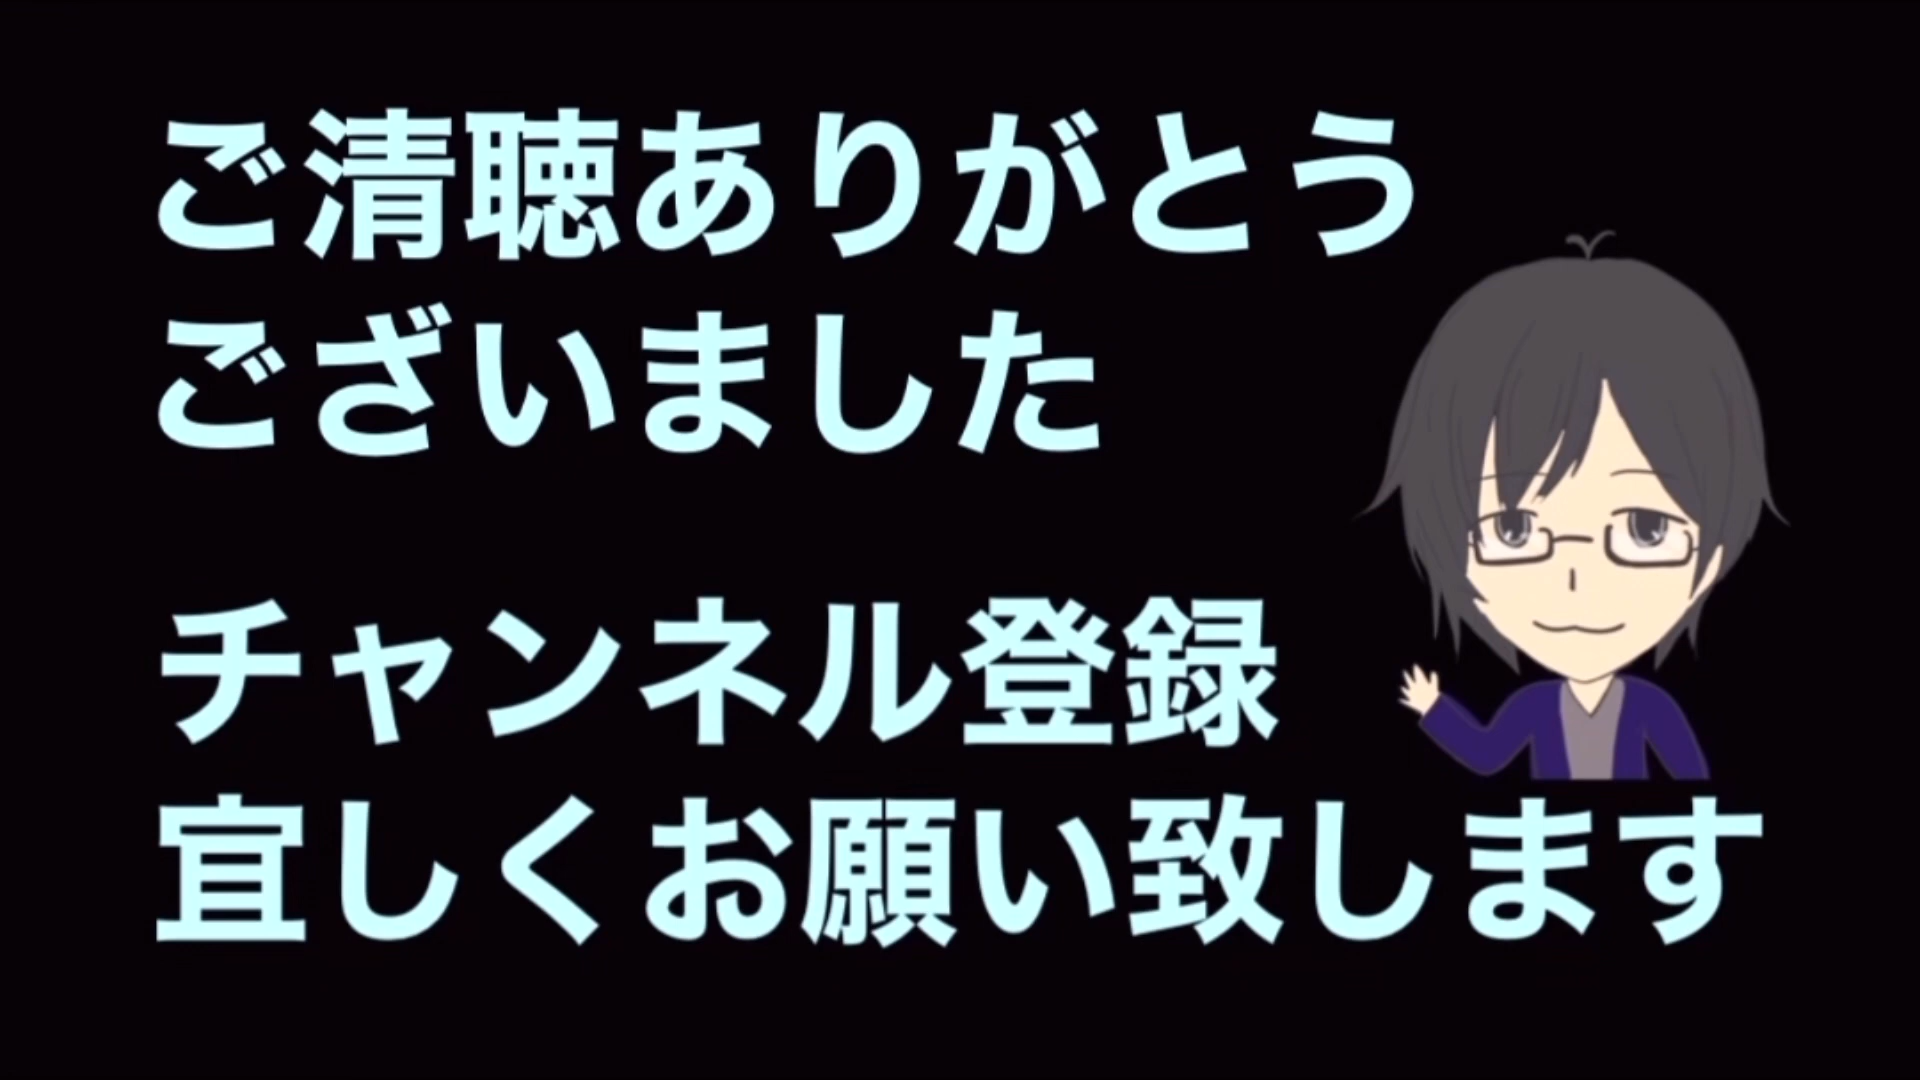 ご清聴ありがとう
ございました
チャンネル登録
宜しくお願い致します